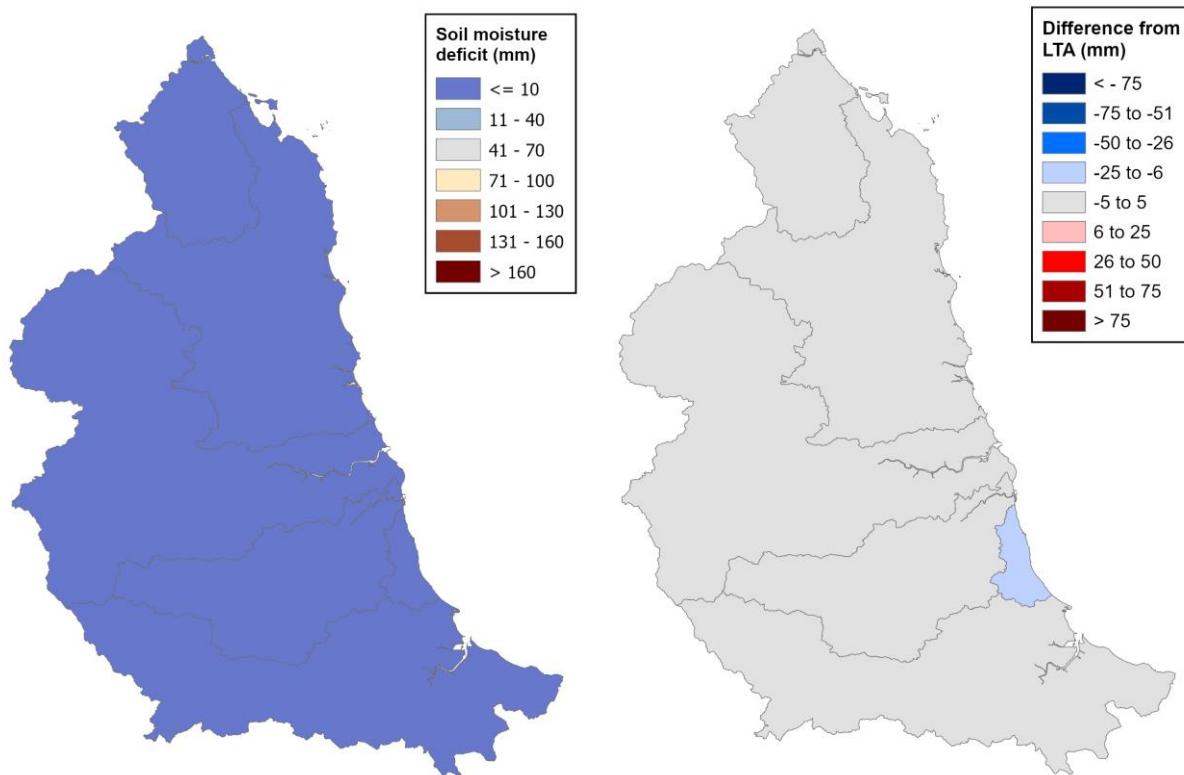 Soil moisture
deficit (mm)
<= 10
11 - 40
41 - 70
71 - 100
101 - 130
131 - 160
> 160
Difference from
LTA (mm)
< - 75
-75 to -51
-50 to -26
-25 to -6
-5 to 5
6 to 25
26 to 50
51 to 75
> 75